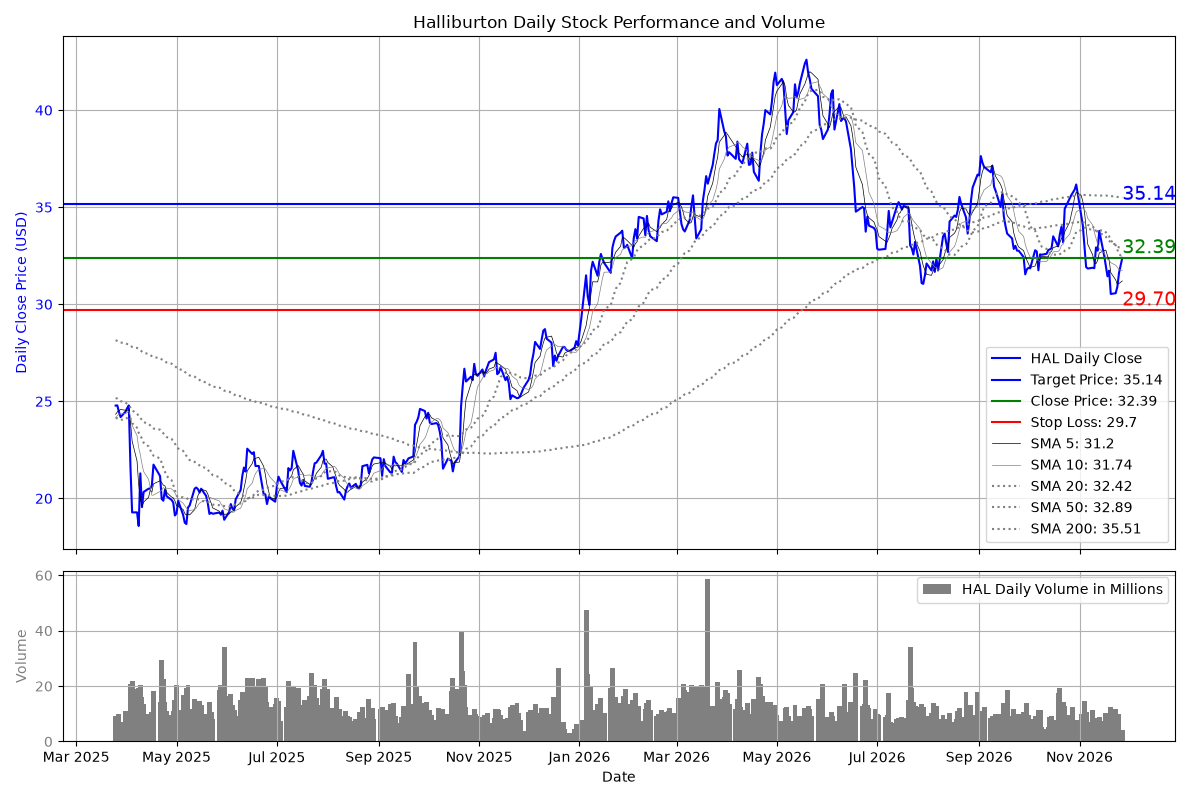 Halliburton Daily Stock Performance and Volume
Daily Close Price (USD)
40
35
30
25
20
35.14
32.39
29.70
HAL Daily Close
Target Price: 35.14
Close Price: 32.39
Stop Loss: 29.7
SMA 5: 31.2
SMA 10: 31.74
SMA 20: 32.42
SMA 50: 32.89
SMA 200: 35.51
Volume
60
40
20
0
HAL Daily Volume in Millions
Mar 2025 May 2025 Jul 2025 Sep 2025 Nov 2025 Jan 2026 Mar 2026 May 2026 Jul 2026 Sep 2026 Nov 2026
Date